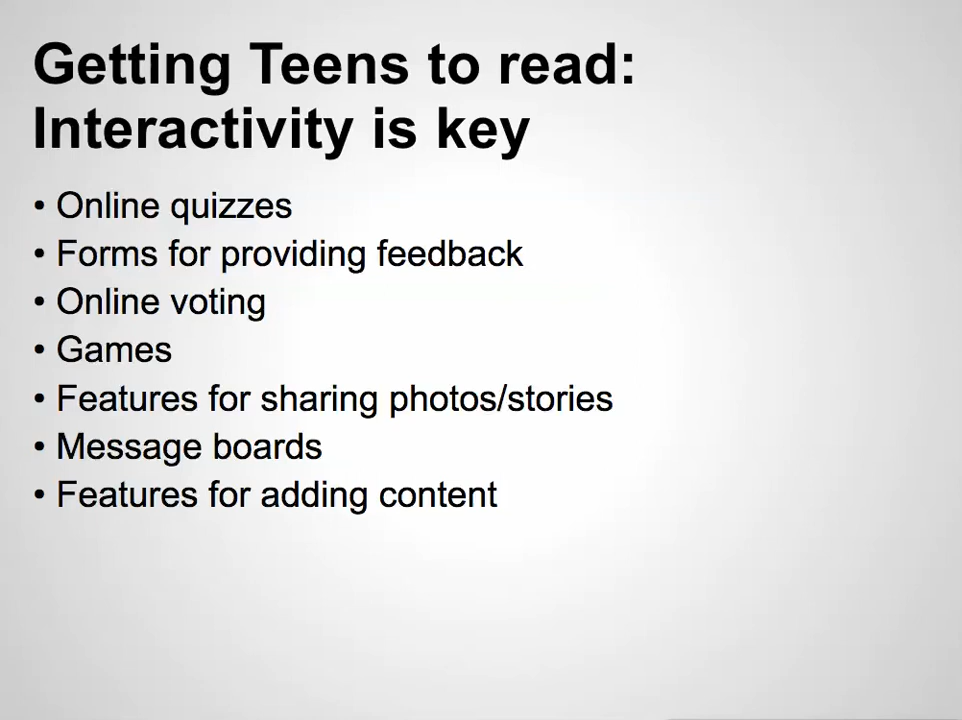 Getting Teens to read:
Interactivity is key
• Online quizzes
• Forms for providing feedback
• Online voting
• Games
• Features for sharing photos/stories
• Message boards
• Features for adding content